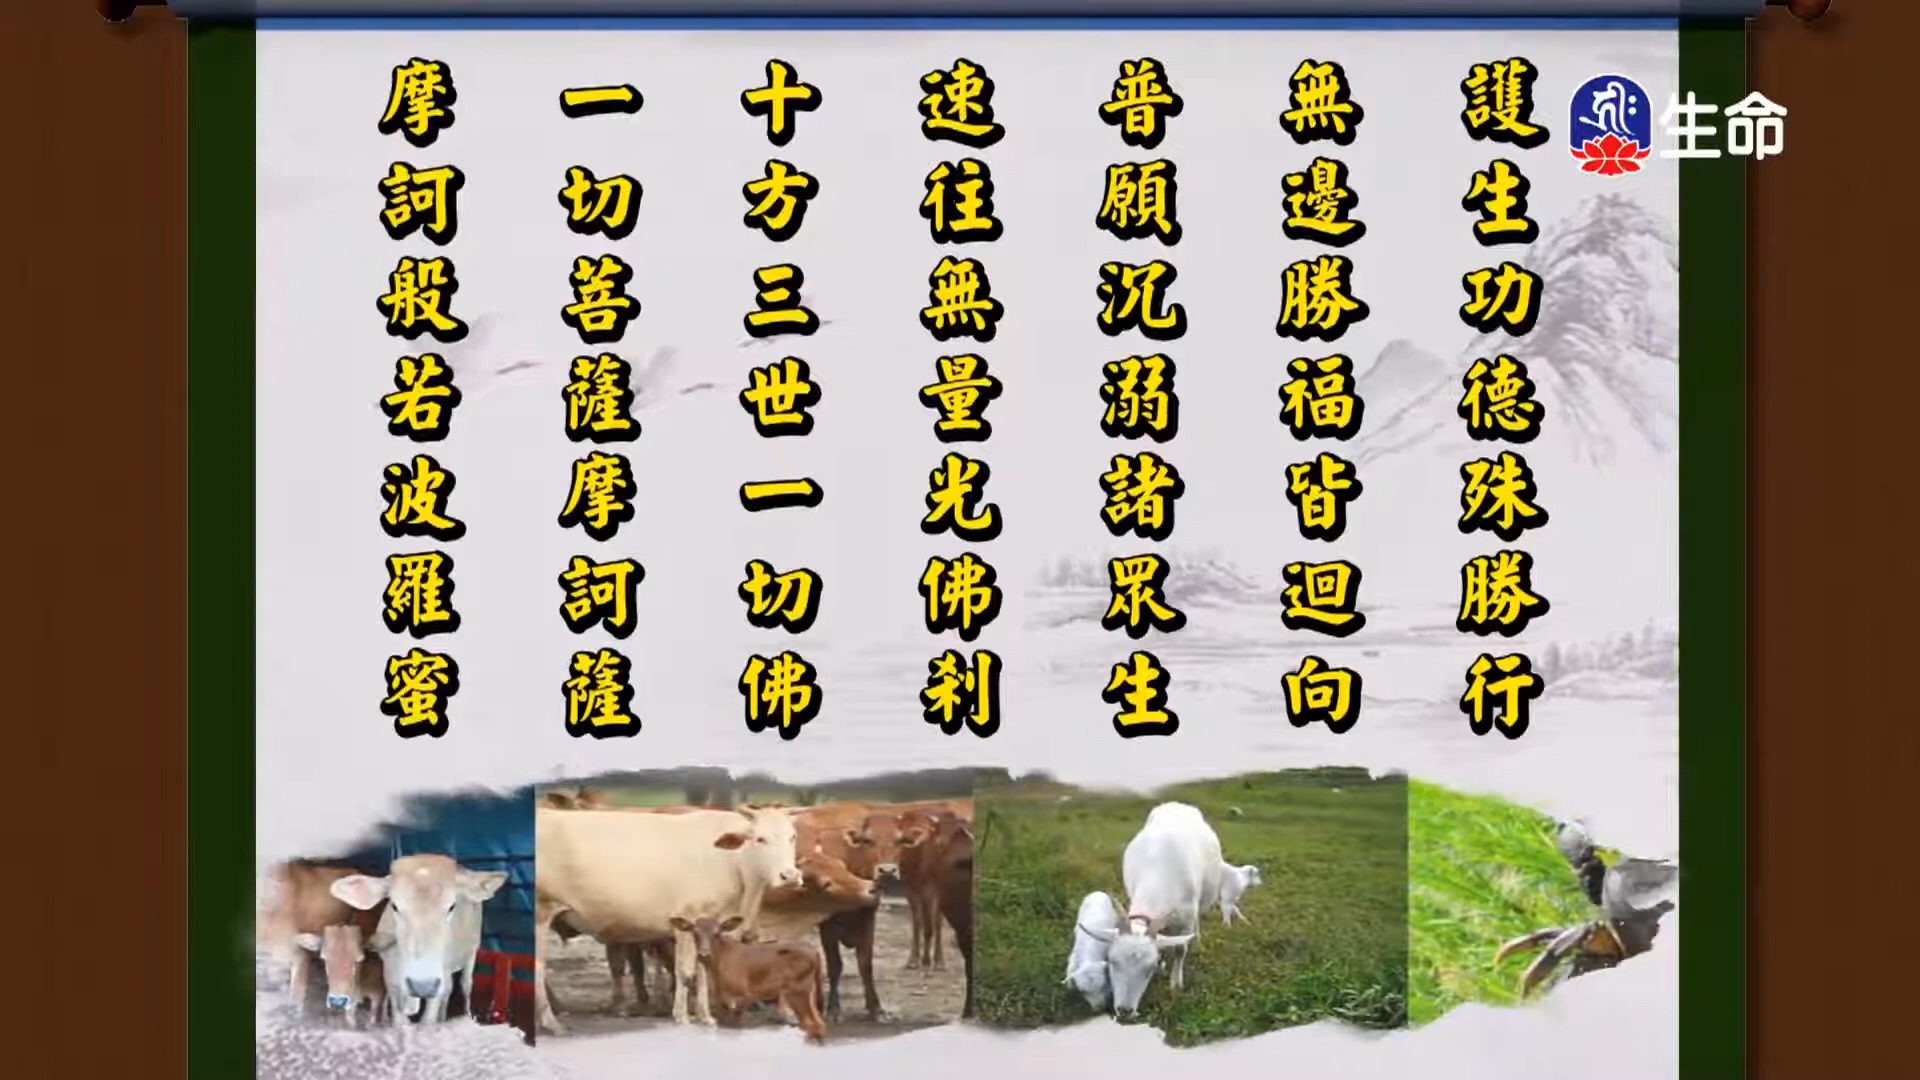 護生功德殊勝行
無邊勝福皆迴向
普願沉溺諸眾生
速往無量光佛刹
十方三世一切佛
一切菩薩摩訶薩
摩訶般若波羅蜜
生命